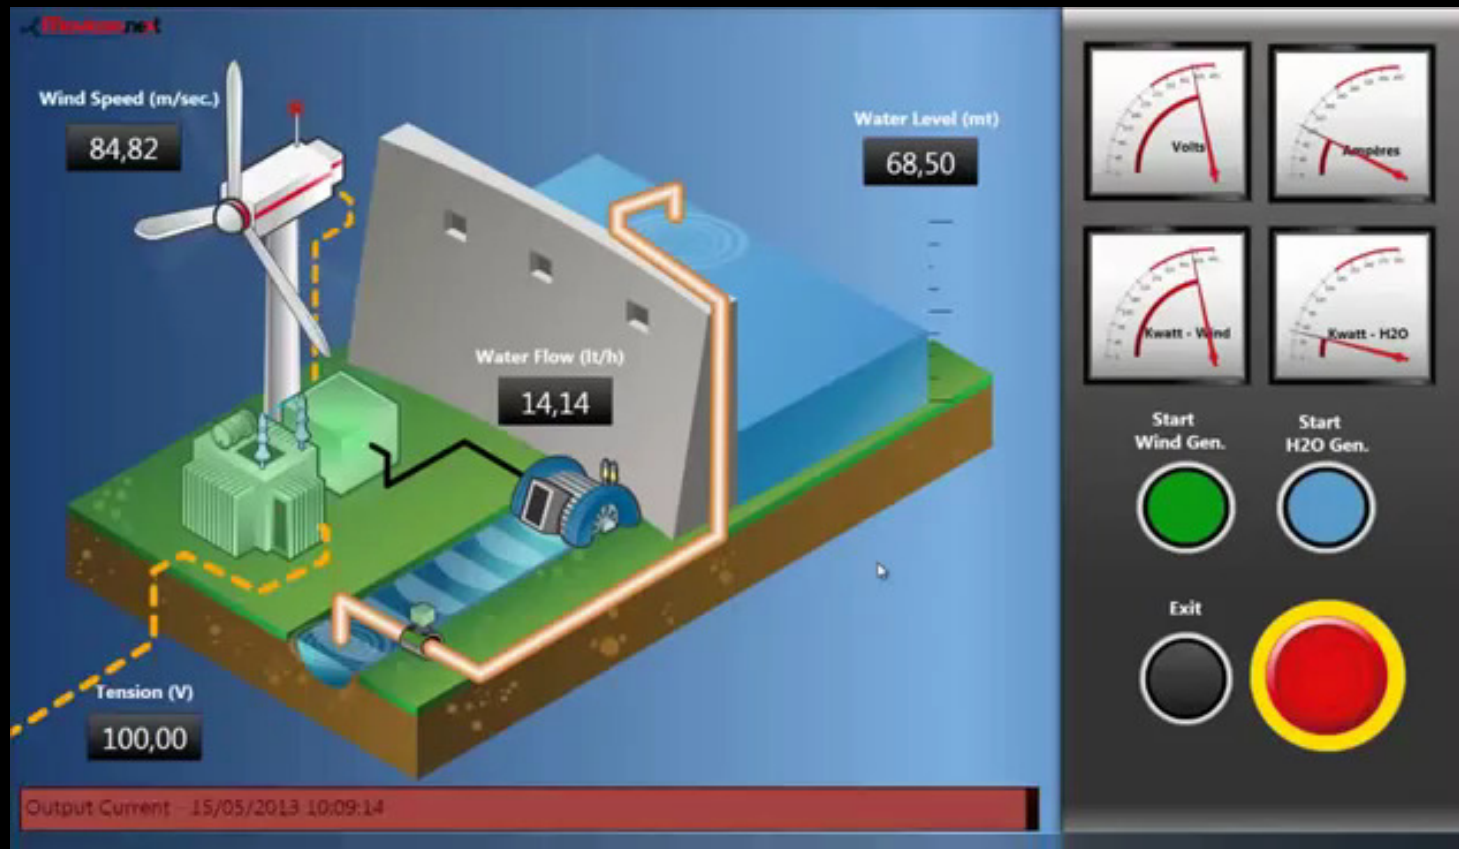 Movicon.neXt
Wind Speed (m/sec.)
84,82
Water Level (mt)
68,50
Water Flow (lt/h)
14,14
Tension (V)
100,00
Output Current - 15/05/2013 10:09:14
Volts
Ampères
Kwatt - Wind
Kwatt - H2O
Start
Wind Gen.
Start
H2O Gen.
Exit